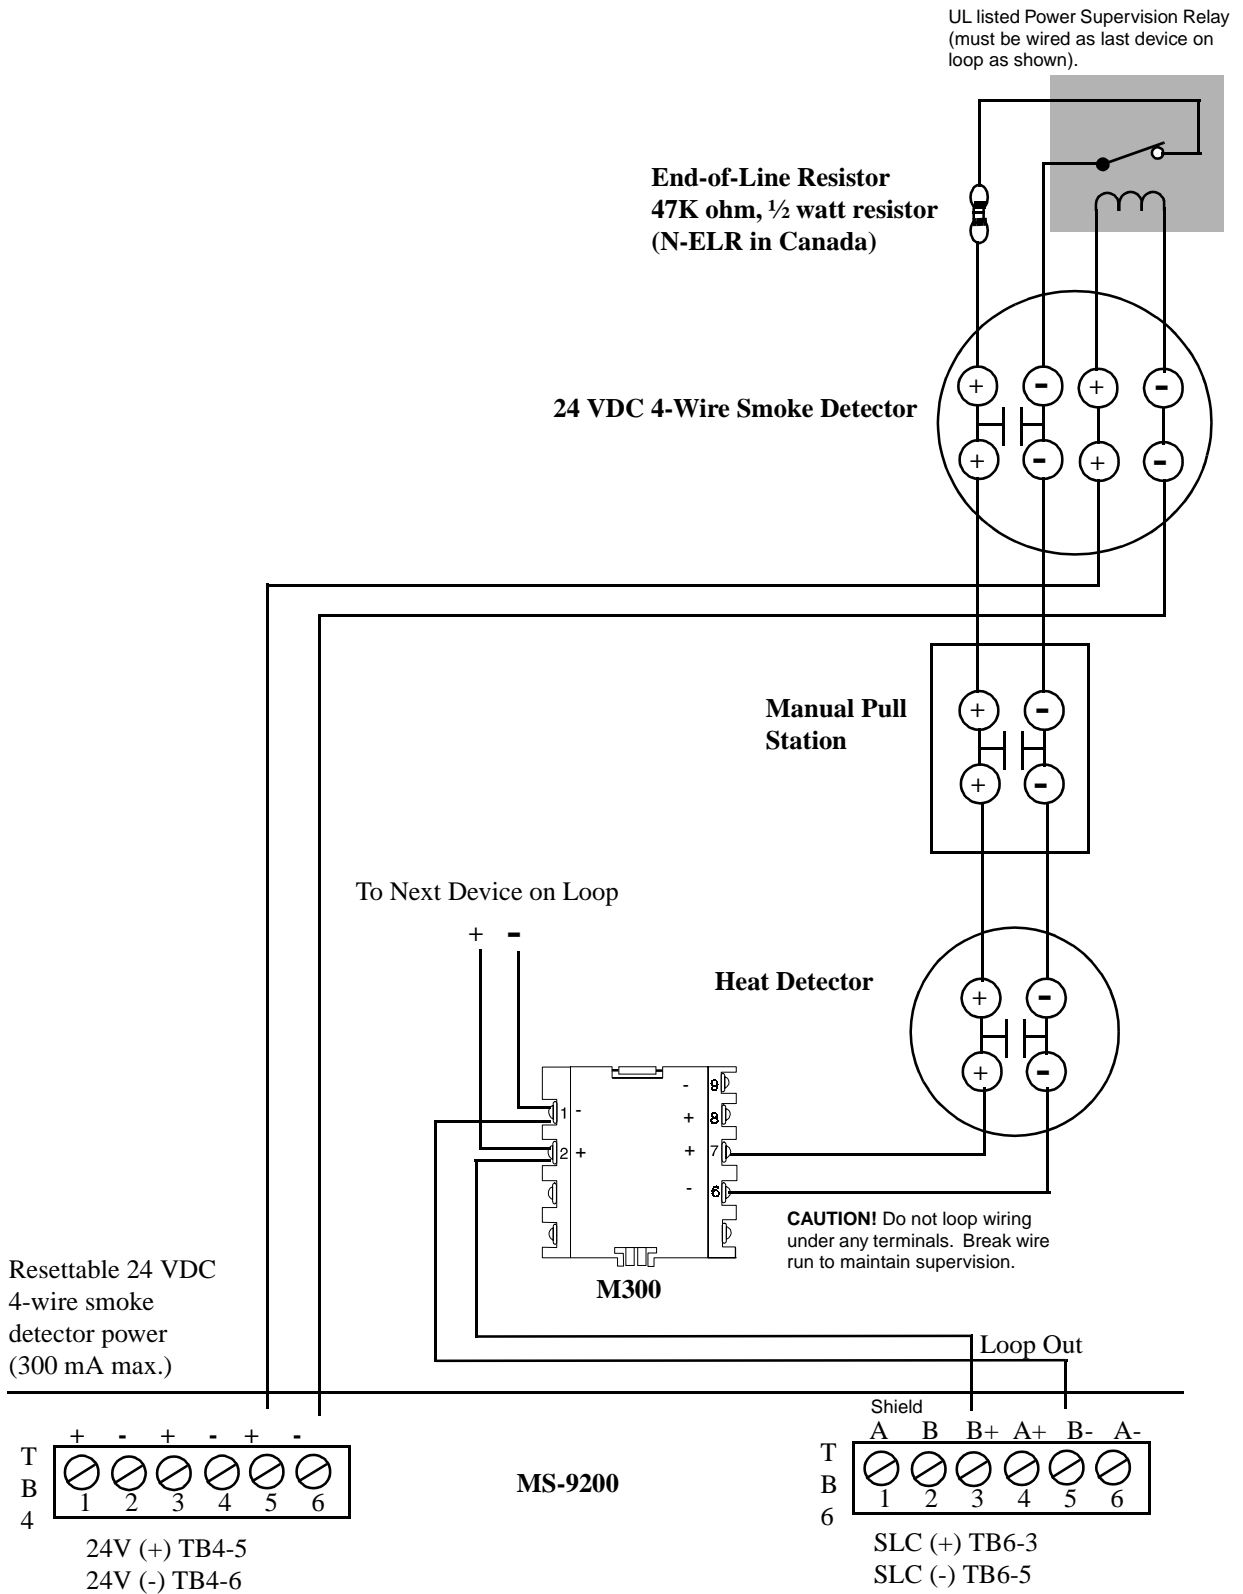 UL listed Power Supervision Relay
(must be wired as last device on
loop as shown).
End-of-Line Resistor
47K ohm, ½ watt resistor
(N-ELR in Canada)
+ - + -
24 VDC 4-Wire Smoke Detector
+ - + -
Manual Pull
Station
+ -
+ -
To Next Device on Loop
+ -
Heat Detector
+ -
+ -
- 9
1 -
+ 8
2 +
+ 7
- 6
CAUTION! Do not loop wiring
under any terminals. Break wire
run to maintain supervision.
M300
Resettable 24 VDC
4-wire smoke
detector power
(300 mA max.)
Loop Out
+ - + - + -
T
B
4
1 2 3 4 5 6
24V (+) TB4-5
24V (-) TB4-6
MS-9200
Shield
A B B+ A+ B- A-
T
B
6
1 2 3 4 5 6
SLC (+) TB6-3
SLC (-) TB6-5